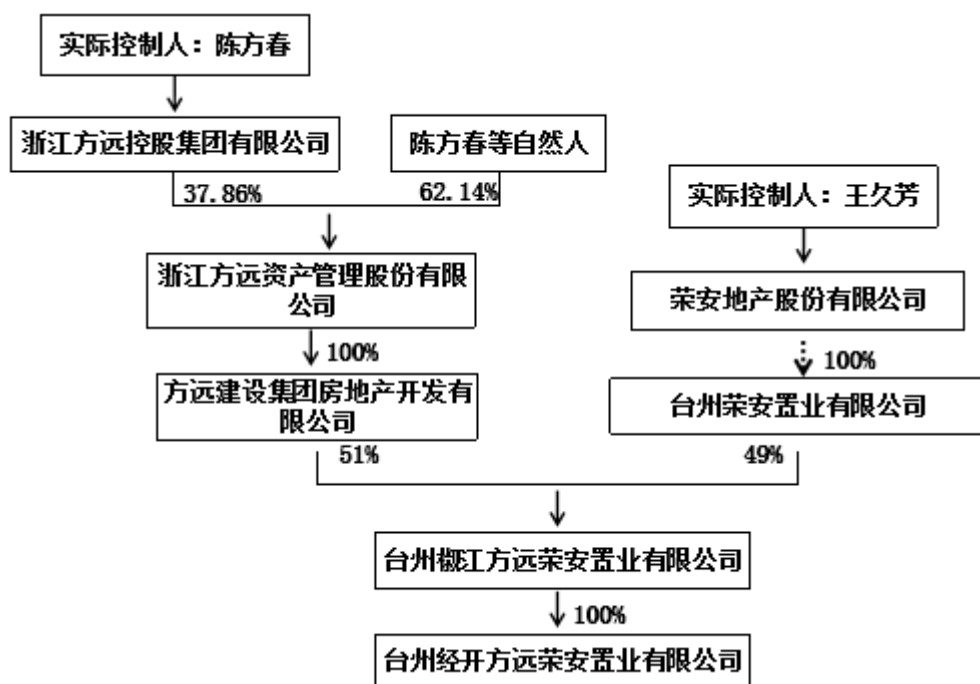 实际控制人：陈方春
浙江方远控股集团有限公司
陈方春等自然人
37.86%
62.14%
实际控制人：王久芳
浙江方远资产管理股份有限
公司
荣安地产股份有限公司
100%
100%
方远建设集团房地产开发有
限公司
台州荣安置业有限公司
51%
49%
台州椒江方远荣安置业有限公司
100%
台州经开方远荣安置业有限公司